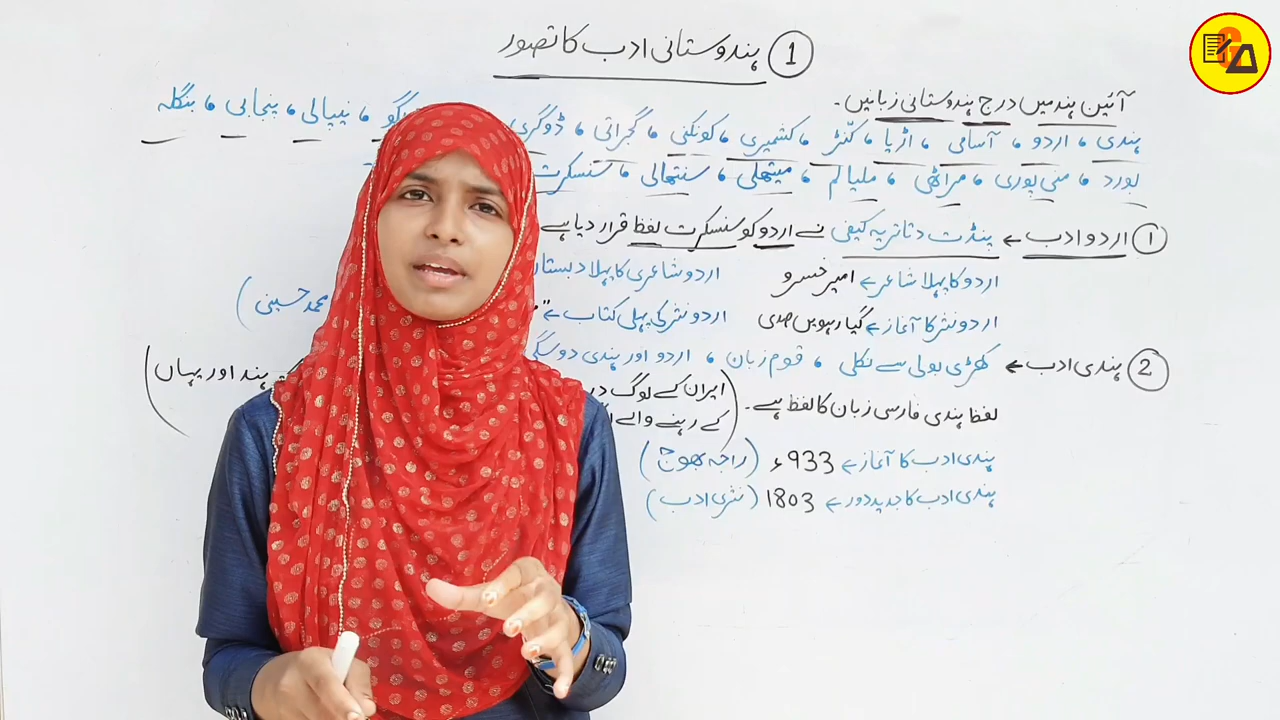 ① ہندوستانی ادب کا تصور
آئین ہند میں درج ہندوستانی زبانیں۔
ہندی، اردو، آسامی، اڑیا، کنّڑ، کشمیری، کونکنی، گجراتی، ڈوگری، نیپالی، پنجابی، بنگلہ
بورد، منی پوری، مراٹھی، ملیالم، میتھلی، سنتھالی، سنسکرت
① اردو ادب ← پنڈت دتاتریہ کیفی نے اردو کو سنسکرت لفظ قرار دیا ہے
اردو کا پہلا شاعر ← امیر خسرو اردو شاعری کا پہلا دبستان
اردو نثر کا آغاز ← گیارہویں صدی اردو نثر کی پہلی کتاب ← محمد حسینی)
② ہندی ادب ← کھڑی بولی سے نکلی، قوم زبان، اردو اور ہندی دو سگی
لفظ ہندی فارسی زبان کا لفظ ہے۔ (ایران کے لوگ ہند اور یہاں
کے رہنے والے
ہندی ادب کا آغاز ← 933ء (راجہ بھوج)
ہندی ادب کا جدید دور ← 1803 (نثری ادب)